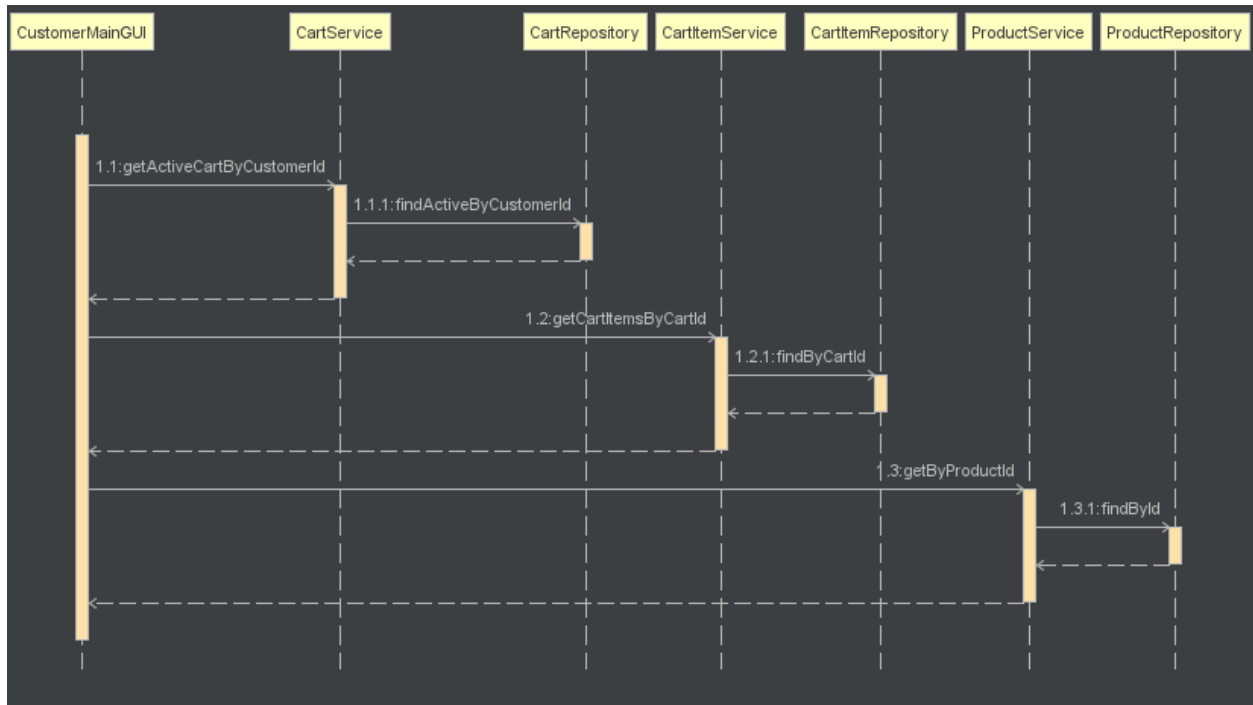 CustomerMainGUI
CartService
CartRepository
CartItemService
CartItemRepository
ProductService
ProductRepository
1.1:getActiveCartByCustomerId
1.1.1:findActiveByCustomerId
1.2:getCartItemsByCartId
1.2.1:findByCartId
1.3:getByProductId
1.3.1:findById